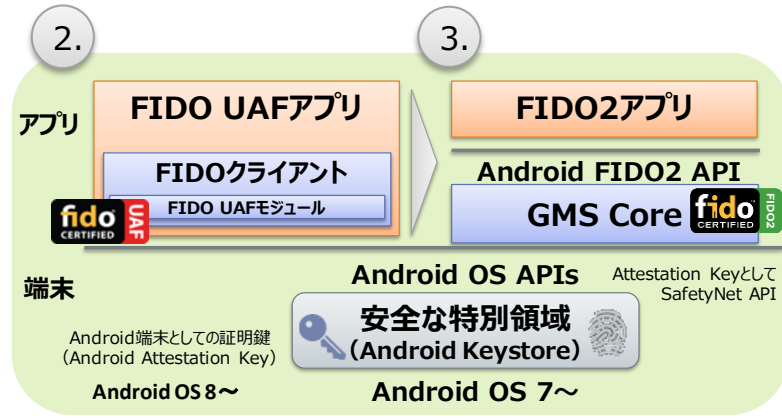 2.
3.
アプリ
FIDO UAFアプリ
FIDOクライアント
FIDO UAFモジュール
fido
CERTIFIED
UAF
FIDO2アプリ
Android FIDO2 API
GMS Core
fido
CERTIFIED
FIDO2
端末
Android OS APIs
Attestation Keyとして
SafetyNet API
安全な特別領域
(Android Keystore)
Android端末としての証明鍵
(Android Attestation Key)
Android OS 8～
Android OS 7～